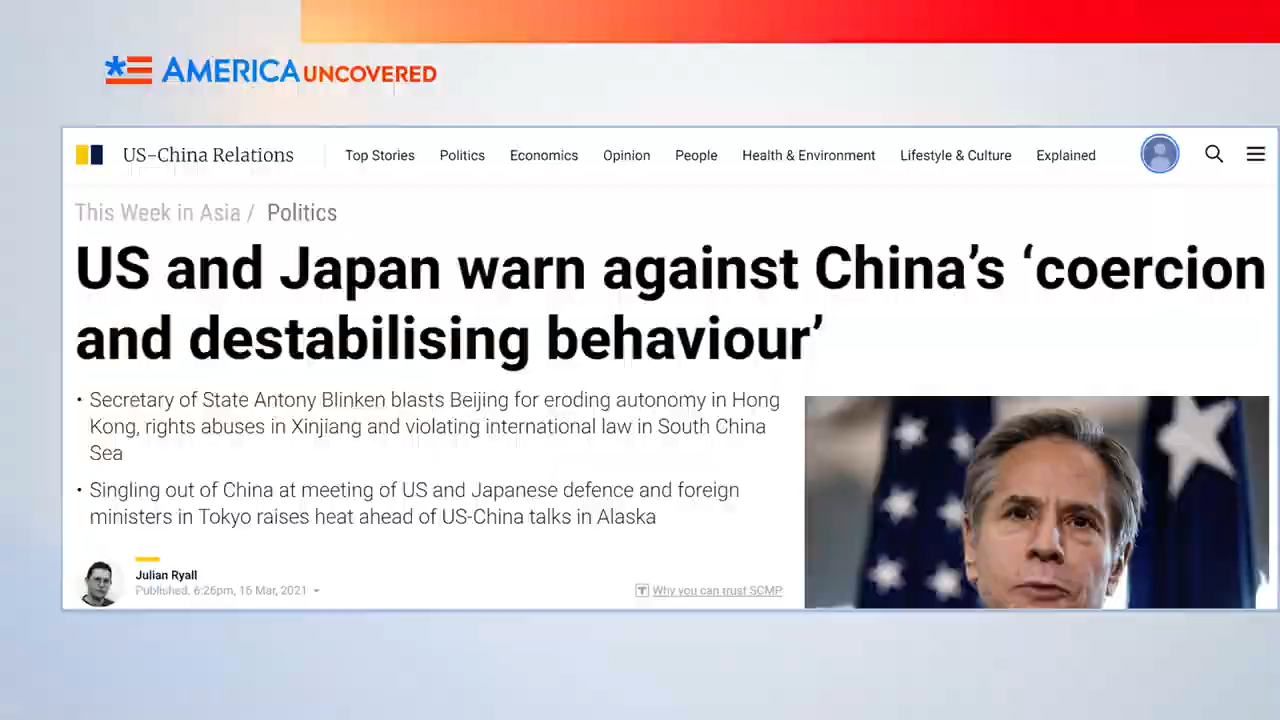 AMERICA UNCOVERED
US–China Relations Top Stories Politics Economics Opinion People Health & Environment Lifestyle & Culture Explained
This Week in Asia / Politics
US and Japan warn against China’s ‘coercion
and destabilising behaviour’
• Secretary of State Antony Blinken blasts Beijing for eroding autonomy in Hong
Kong, rights abuses in Xinjiang and violating international law in South China
Sea
• Singling out of China at meeting of US and Japanese defence and foreign
ministers in Tokyo raises heat ahead of US-China talks in Alaska
Julian Ryall
Published: 6:26pm, 16 Mar, 2021
Why you can trust SCMP